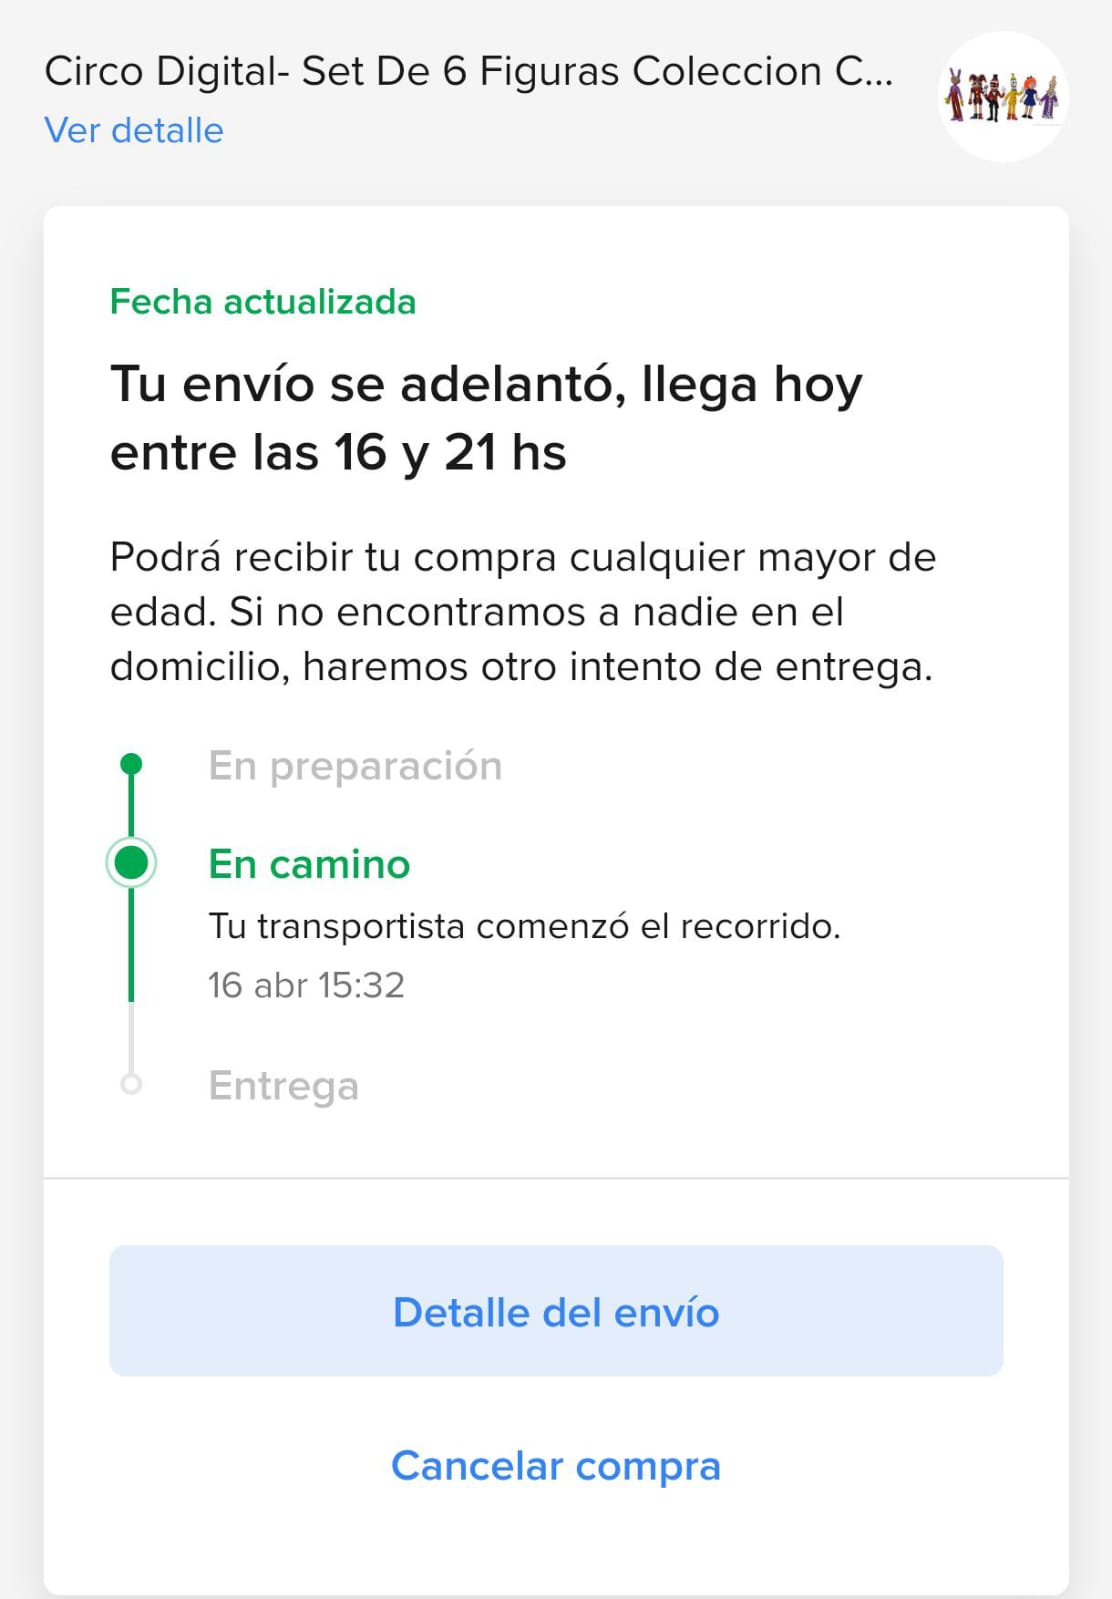 Circo Digital- Set De 6 Figuras Coleccion C...
Ver detalle
Fecha actualizada
Tu envío se adelantó, llega hoy
entre las 16 y 21 hs
Podrá recibir tu compra cualquier mayor de
edad. Si no encontramos a nadie en el
domicilio, haremos otro intento de entrega.
En preparación
En camino
Tu transportista comenzó el recorrido.
16 abr 15:32
Entrega
Detalle del envío
Cancelar compra